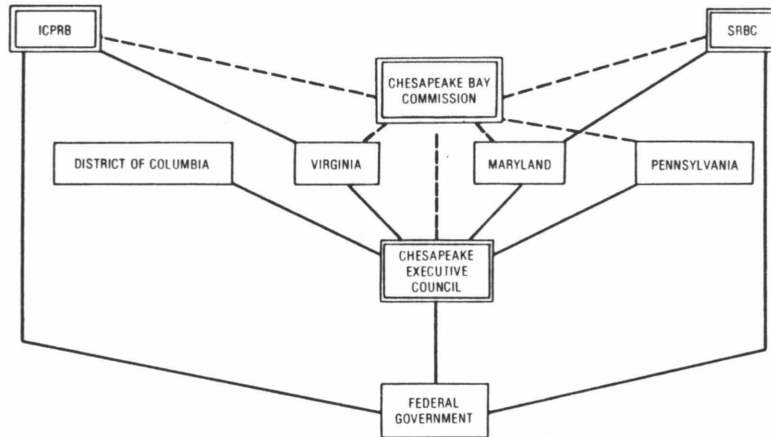 ICPRB
SRBC
CHESAPEAKE BAY
COMMISSION
DISTRICT OF COLUMBIA
VIRGINIA
MARYLAND
PENNSYLVANIA
CHESAPEAKE
EXECUTIVE
COUNCIL
FEDERAL
GOVERNMENT